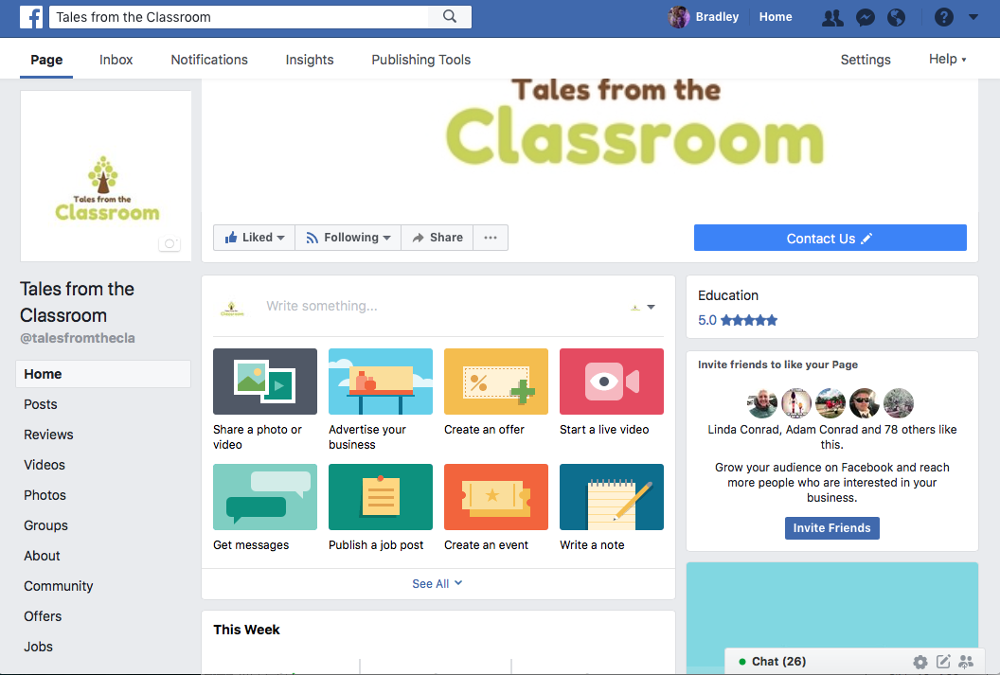 Tales from the Classroom
Bradley
Home
Page
Inbox
Notifications
Insights
Publishing Tools
Settings
Help
Tales from the
Classroom
Tales from the
Classroom
Liked
Following
Share
Contact Us
Tales from the
Classroom
@talesfromthecla
Home
Posts
Reviews
Videos
Photos
Groups
About
Community
Offers
Jobs
Write something...
Share a photo or
video
Advertise your
business
Create an offer
Start a live video
Get messages
Publish a job post
Create an event
Write a note
See All
This Week
Education
5.0
Invite friends to like your Page
Linda Conrad, Adam Conrad and 78 others like
this.
Grow your audience on Facebook and reach
more people who are interested in your
business.
Invite Friends
Chat (26)